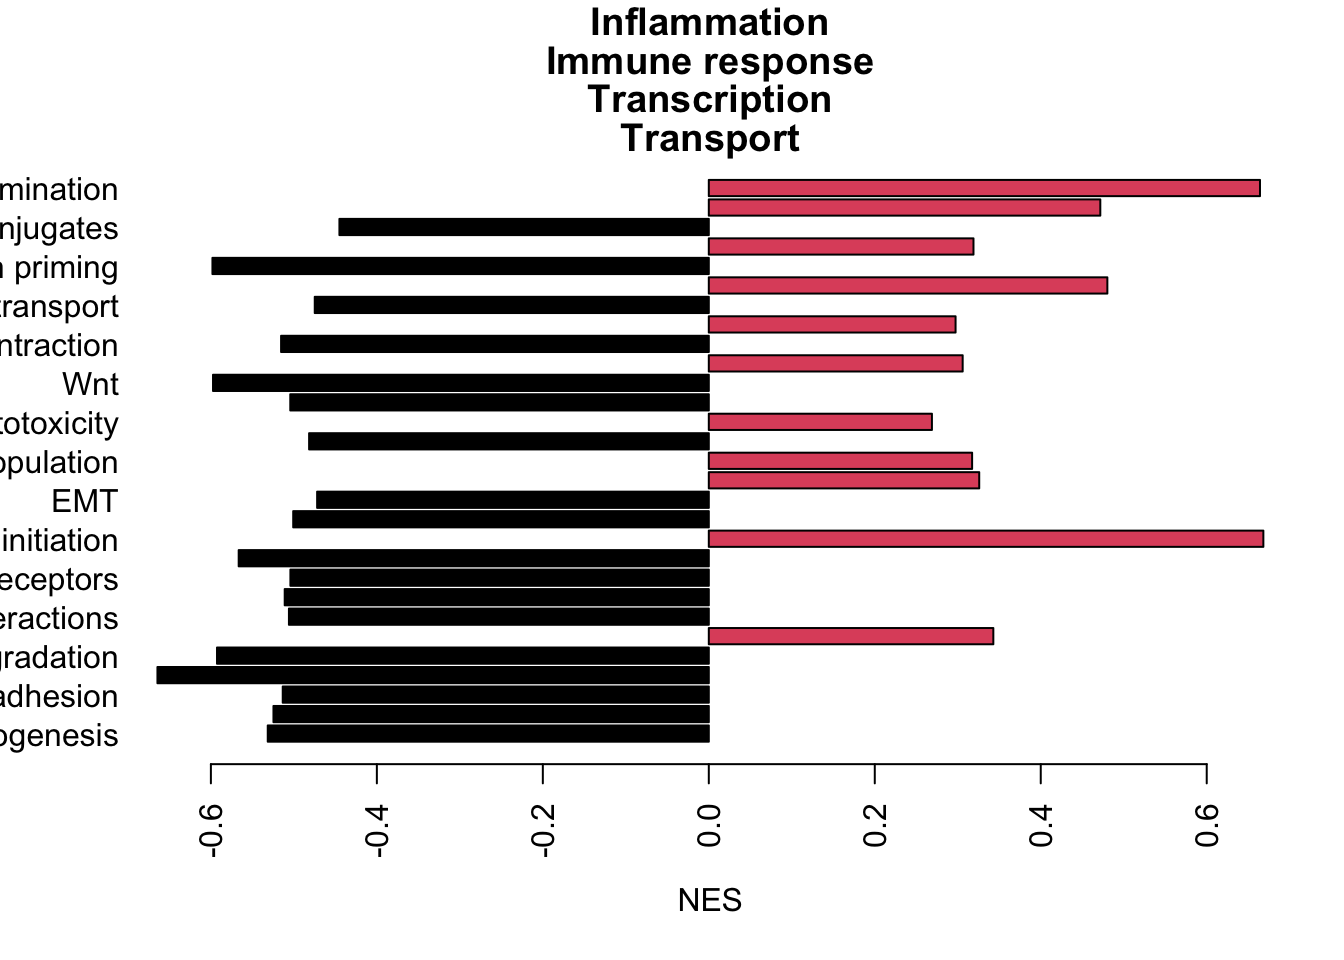 Inflammation
Immune response
Transcription
Transport
mination
njugates
priming
transport
ntraction
Wnt
totoxicity
opulation
EMT
initiation
eceptors
eractions
gradation
adhesion
ogenesis
-0.6 -0.4 -0.2 0.0 0.2 0.4 0.6
NES